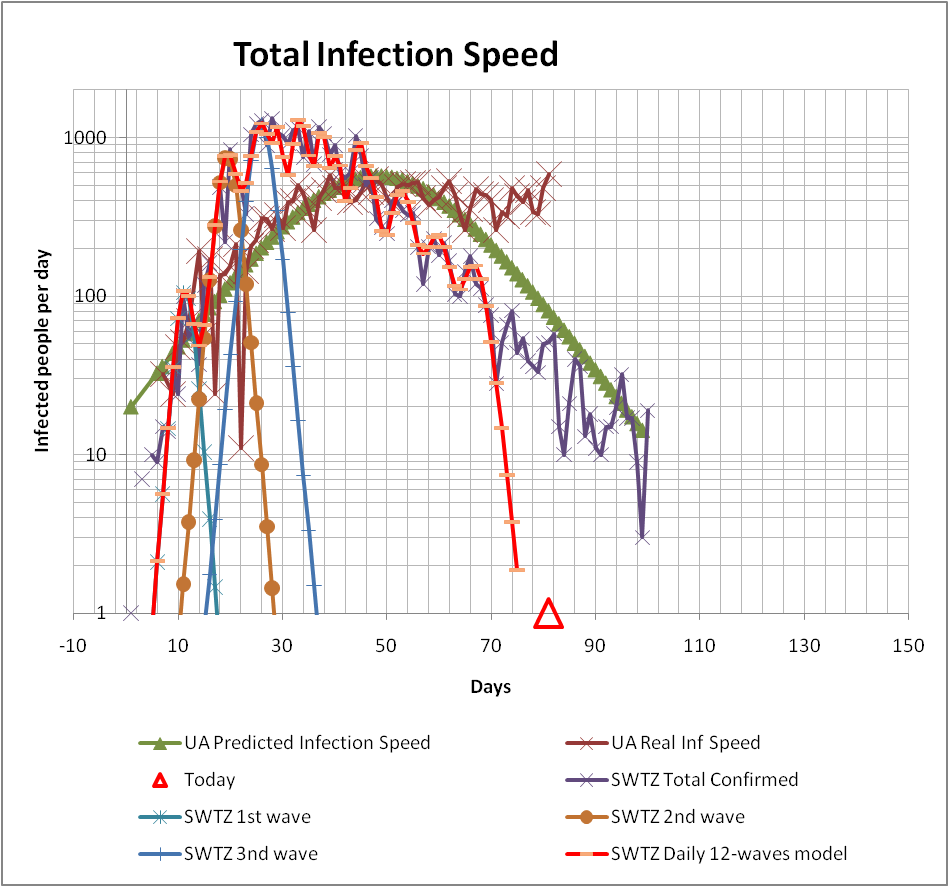 Total Infection Speed
Infected people per day
1000
100
10
1
-10 10 30 50 70 90 110 130 150
Days
UA Predicted Infection Speed
UA Real Inf Speed
Today
SWTZ Total Confirmed
SWTZ 1st wave
SWTZ 2nd wave
SWTZ 3nd wave
SWTZ Daily 12-waves model